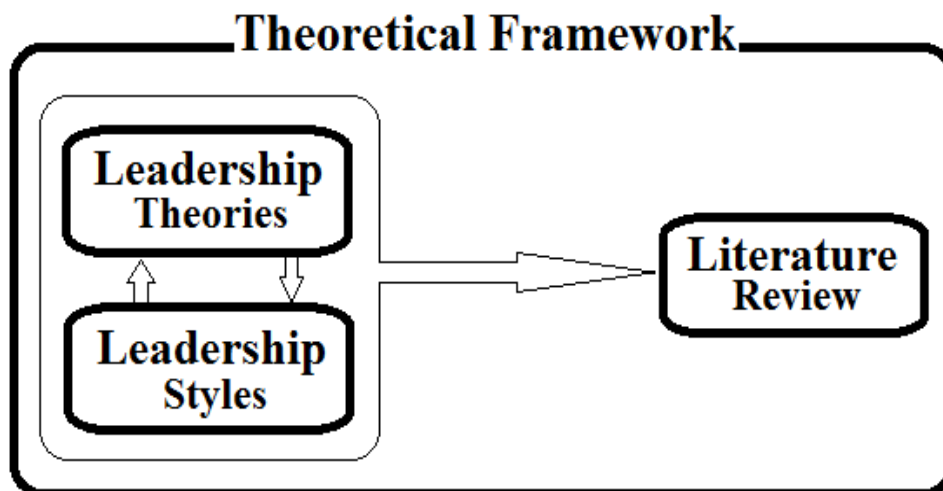 Theoretical Framework
Leadership
Theories
Leadership
Styles
Literature
Review